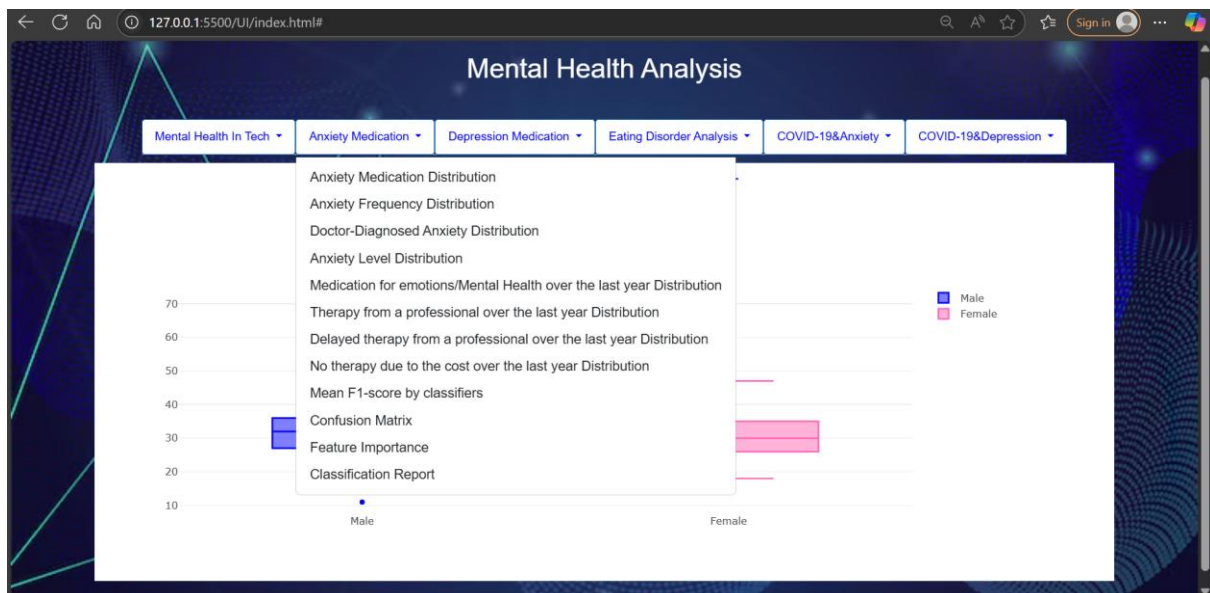 127.0.0.1:5500/UI/index.html#
Sign in
Mental Health Analysis
Mental Health In Tech
Anxiety Medication
Depression Medication
Eating Disorder Analysis
COVID-19&Anxiety
COVID-19&Depression
Anxiety Medication Distribution
Anxiety Frequency Distribution
Doctor-Diagnosed Anxiety Distribution
Anxiety Level Distribution
Medication for emotions/Mental Health over the last year Distribution
Therapy from a professional over the last year Distribution
Delayed therapy from a professional over the last year Distribution
No therapy due to the cost over the last year Distribution
Mean F1-score by classifiers
Confusion Matrix
Feature Importance
Classification Report
70
60
50
40
30
20
10
Male
Female
Male
Female